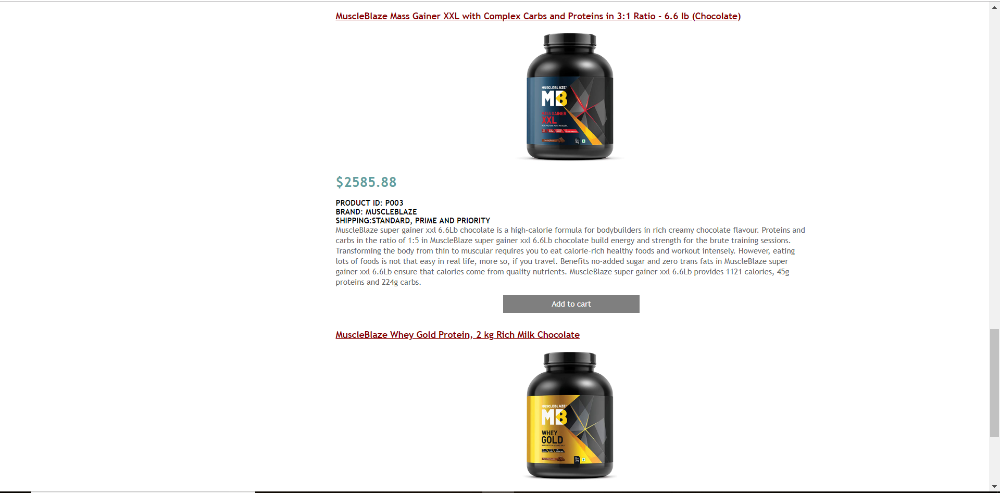 MuscleBlaze Mass Gainer XXL with Complex Carbs and Proteins in 3:1 Ratio - 6.6 lb (Chocolate)
MUSCLEBLAZE
MB
MASS GAINER
XXL
3kg
$2585.88
PRODUCT ID: P003
BRAND: MUSCLEBLAZE
SHIPPING:STANDARD, PRIME AND PRIORITY
MuscleBlaze super gainer xxl 6.6Lb chocolate is a high-calorie formula for bodybuilders in rich creamy chocolate flavour. Proteins and
carbs in the ratio of 1:5 in MuscleBlaze super gainer xxl 6.6Lb chocolate build energy and strength for the brute training sessions.
Transforming the body from thin to muscular requires you to eat calorie-rich healthy foods and workout intensely. However, eating
lots of foods is not that easy in real life, more so, if you travel. Benefits no-added sugar and zero trans fats in MuscleBlaze super
gainer xxl 6.6Lb ensure that calories come from quality nutrients. MuscleBlaze super gainer xxl 6.6Lb provides 1121 calories, 45g
proteins and 224g carbs.
Add to cart
MuscleBlaze Whey Gold Protein, 2 kg Rich Milk Chocolate
MUSCLEBLAZE
MB
WHEY
GOLD
2kg